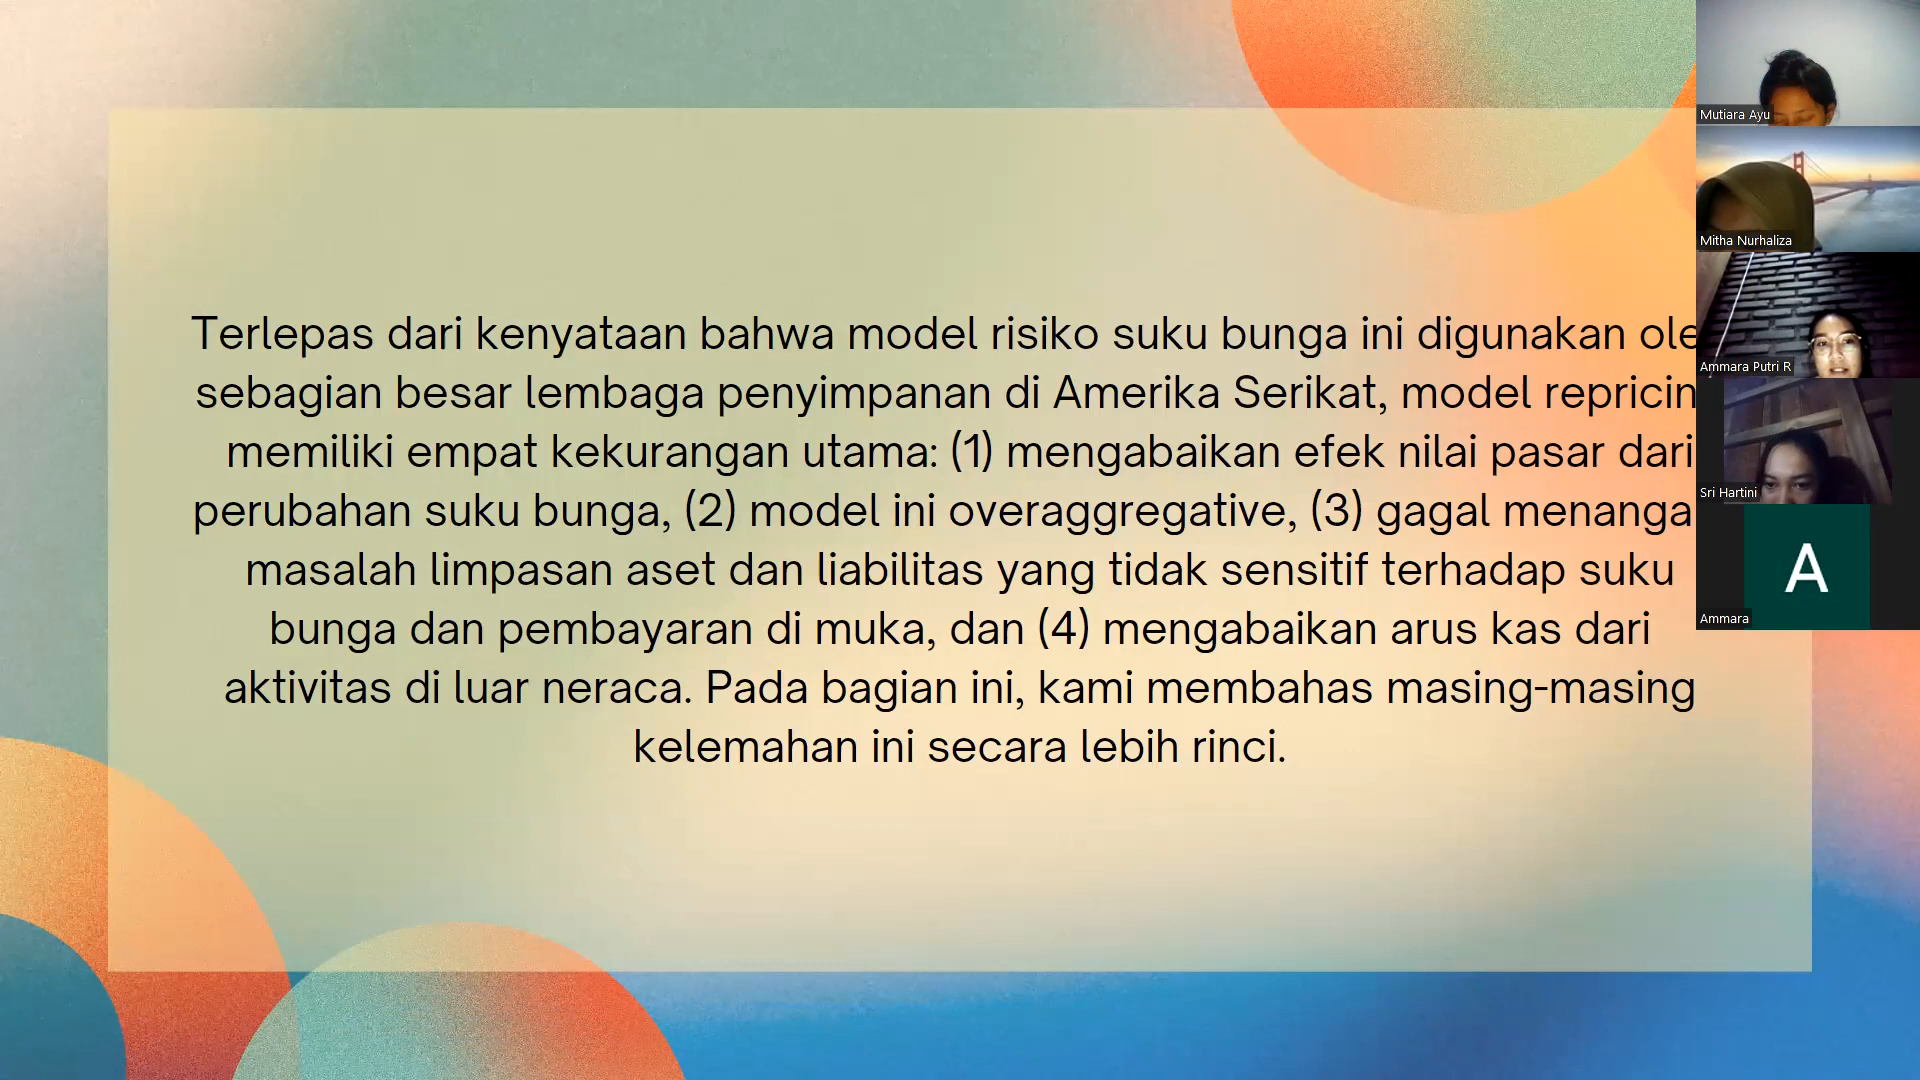 Terlepas dari kenyataan bahwa model risiko suku bunga ini digunakan
sebagian besar lembaga penyimpanan di Amerika Serikat, model
memiliki empat kekurangan utama: (1) mengabaikan efek nilai pasar dari
perubahan suku bunga, (2) model ini overaggregative, (3) gagal
masalah limpasan aset dan liabilitas yang tidak sensitif terhadap suku
bunga dan pembayaran di muka, dan (4) mengabaikan arus kas dari
aktivitas di luar neraca. Pada bagian ini, kami membahas masing-masing
kelemahan ini secara lebih rinci.
Mutiara Ayu
Mitha Nurhaliza
Ammara Putri R
Sri Hartini
A
Ammara